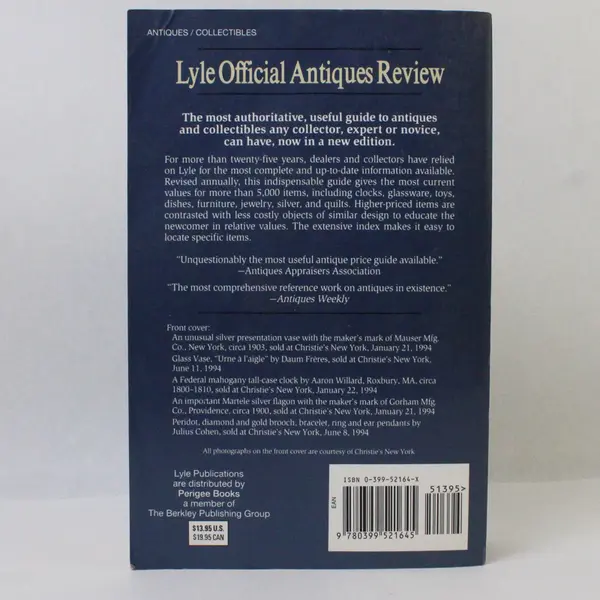 ANTIQUES / COLLECTIBLES
Lyle Official Antiques Review
The most authoritative, useful guide to antiques
and collectibles any collector, expert or novice,
can have, now in a new edition.
For more than twenty-five years, dealers and collectors have relied
on Lyle for the most complete and up-to-date information available.
Revised annually, this indispensable guide gives the most current
values for more than 5,000 items, including clocks, glassware, toys,
dishes, furniture, jewelry, silver, and quilts. Higher-priced items are
contrasted with less costly objects of similar design to educate the
newcomer in relative values. The extensive index makes it easy to
locate specific items.
"Unquestionably the most useful antique price guide available."
—Antiques Appraisers Association
"The most comprehensive reference work on antiques in existence."
—Antiques Weekly
Front cover:
An unusual silver presentation vase with the maker's mark of Mauser Mfg.
Co., New York, circa 1903, sold at Christie's New York, January 21, 1994
Glass Vase, "Urne à l'aigle" by Daum Frères, sold at Christie's New York,
June 11, 1994
A Federal mahogany tall-case clock by Aaron Willard, Roxbury, MA, circa
1800–1810, sold at Christie's New York, January 22, 1994
An important Martele silver flagon with the maker's mark of Gorham Mfg.
Co., Providence, circa 1900, sold at Christie's New York, January 21, 1994
Peridot, diamond and gold brooch, bracelet, ring and ear pendants by
Julius Cohen, sold at Christie's New York, June 8, 1994
All photographs on the front cover are courtesy of Christie's New York
Lyle Publications
are distributed by
Perigee Books
a member of
The Berkley Publishing Group
$13.95 U.S.
$19.95 CAN
ISBN 0-399-52164-X
51395>
EAN
9 780399 521645